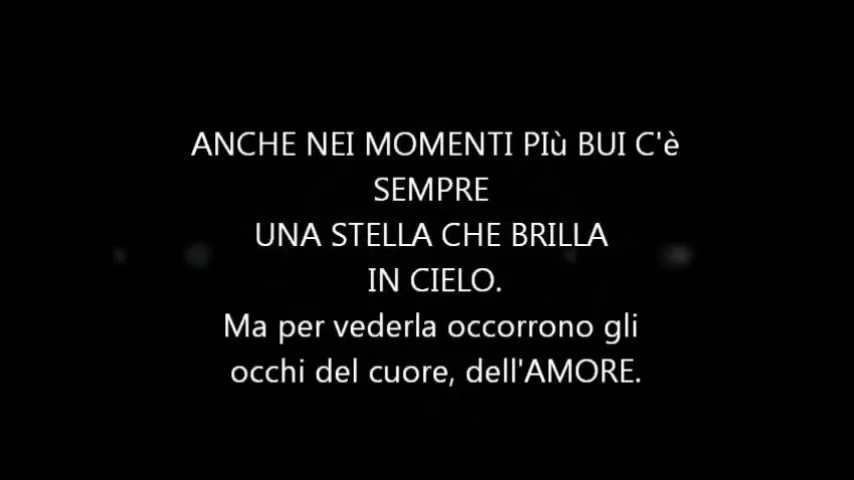 ANCHE NEI MOMENTI PIù BUI C'è
SEMPRE
UNA STELLA CHE BRILLA
IN CIELO.
Ma per vederla occorrono gli
occhi del cuore, dell'AMORE.